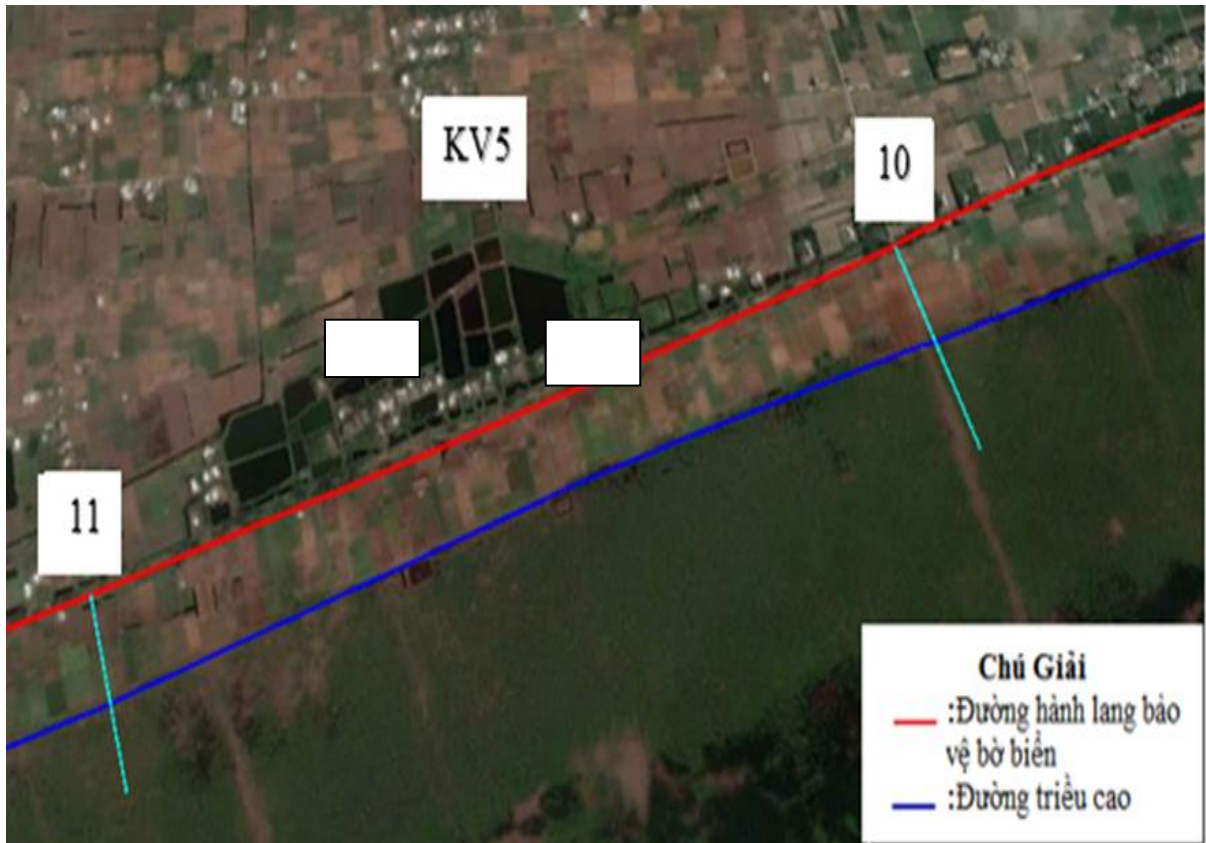 KV5
10
11
Chú Giải
:Đường hành lang bảo
vệ bờ biển
:Đường triều cao